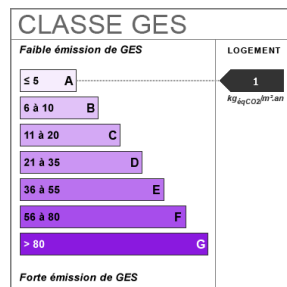 CLASSE GES
Faible émission de GES
LOGEMENT
≤ 5 A
1
kgéqCO2/m².an
6 à 10 B
11 à 20 C
21 à 35 D
36 à 55 E
56 à 80 F
> 80 G
Forte émission de GES